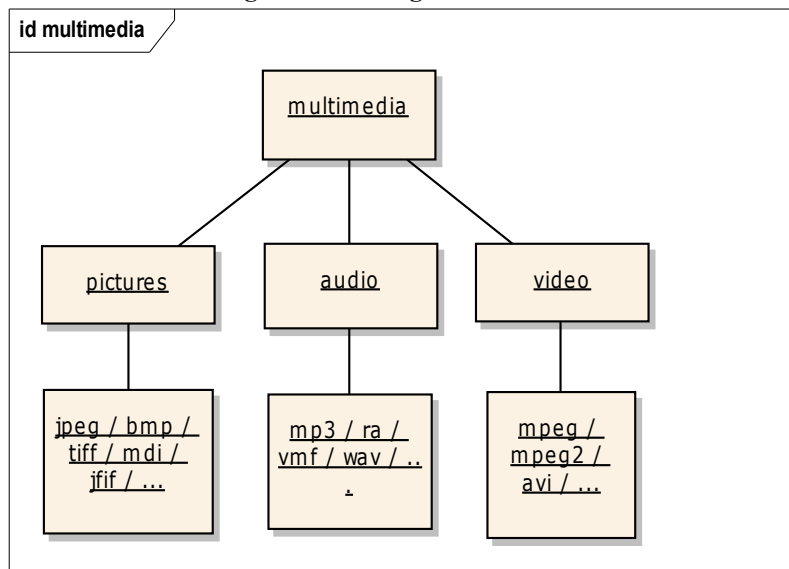 id multimedia
multimedia
pictures
audio
video
jpeg / bmp /
tiff / mdi /
jfif / ...
mp3 / ra /
vmf / wav / ..
.
mpeg /
mpeg2 /
avi / ...